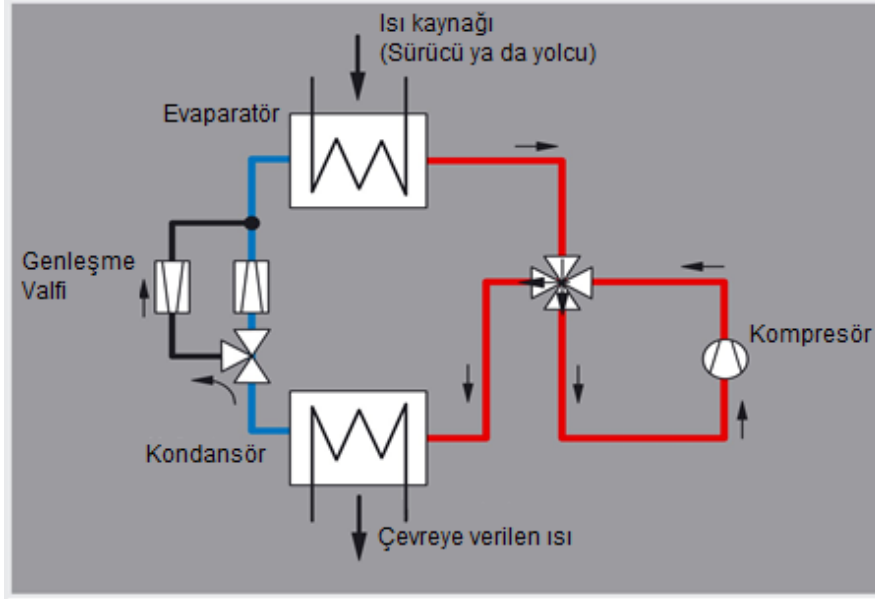 Isı kaynağı
(Sürücü ya da yolcu)
Evaparatör
Genleşme
Valfi
Kompresör
Kondansör
Çevreye verilen ısı